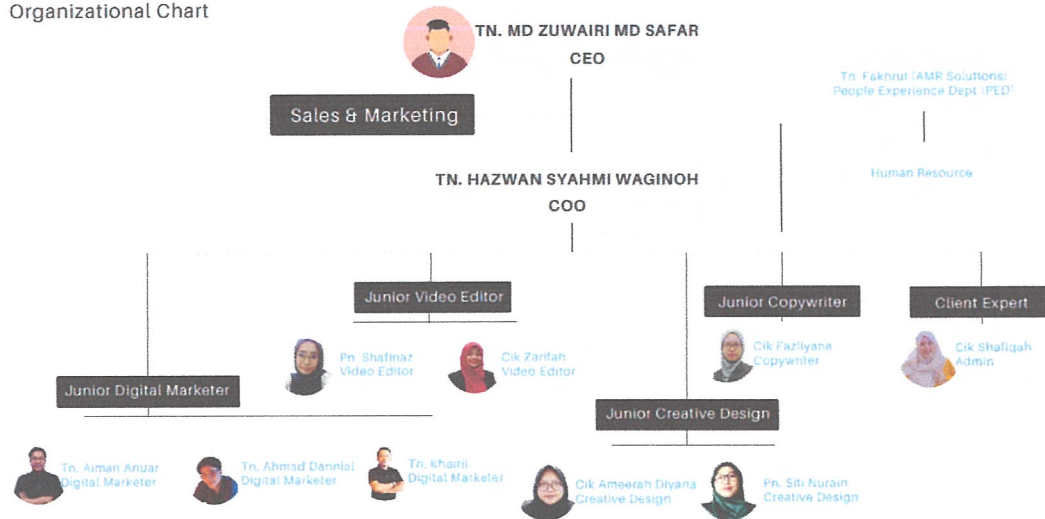 Organizational Chart
TN. MD ZUWAIRI MD SAFAR
CEO
Sales & Marketing
Tn. Fakhrul (AMR Solutions)
People Experience Dept (PED)
TN. HAZWAN SYAHMI WAGINOH
COO
Human Resource
Junior Video Editor
Junior Copywriter
Client Expert
Pn. Shafinaz
Video Editor
Cik Zarifah
Video Editor
Cik Fazliyana
Copywriter
Cik Shafiqah
Admin
Junior Digital Marketer
Junior Creative Design
Tn. Aiman Anuar
Digital Marketer
Tn. Ahmad Dannial
Digital Marketer
Tn. Khairil
Digital Marketer
Cik Ameerah Diyana
Creative Design
Pn. Siti Nurain
Creative Design